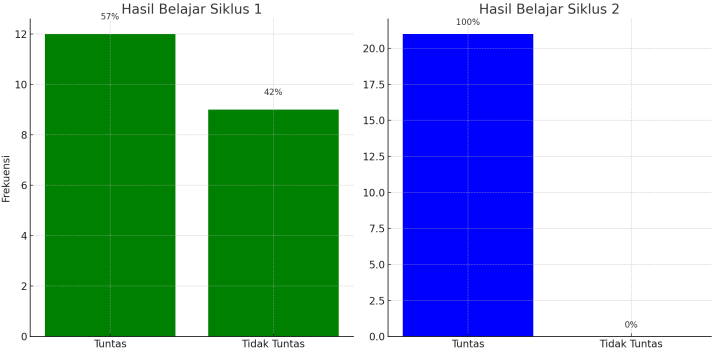 Hasil Belajar Siklus 1
57%
42%
12
10
8
6
4
2
0
Frekuensi
Tuntas
Tidak Tuntas
Hasil Belajar Siklus 2
100%
0%
20.0
17.5
15.0
12.5
10.0
7.5
5.0
2.5
0.0
Tuntas
Tidak Tuntas